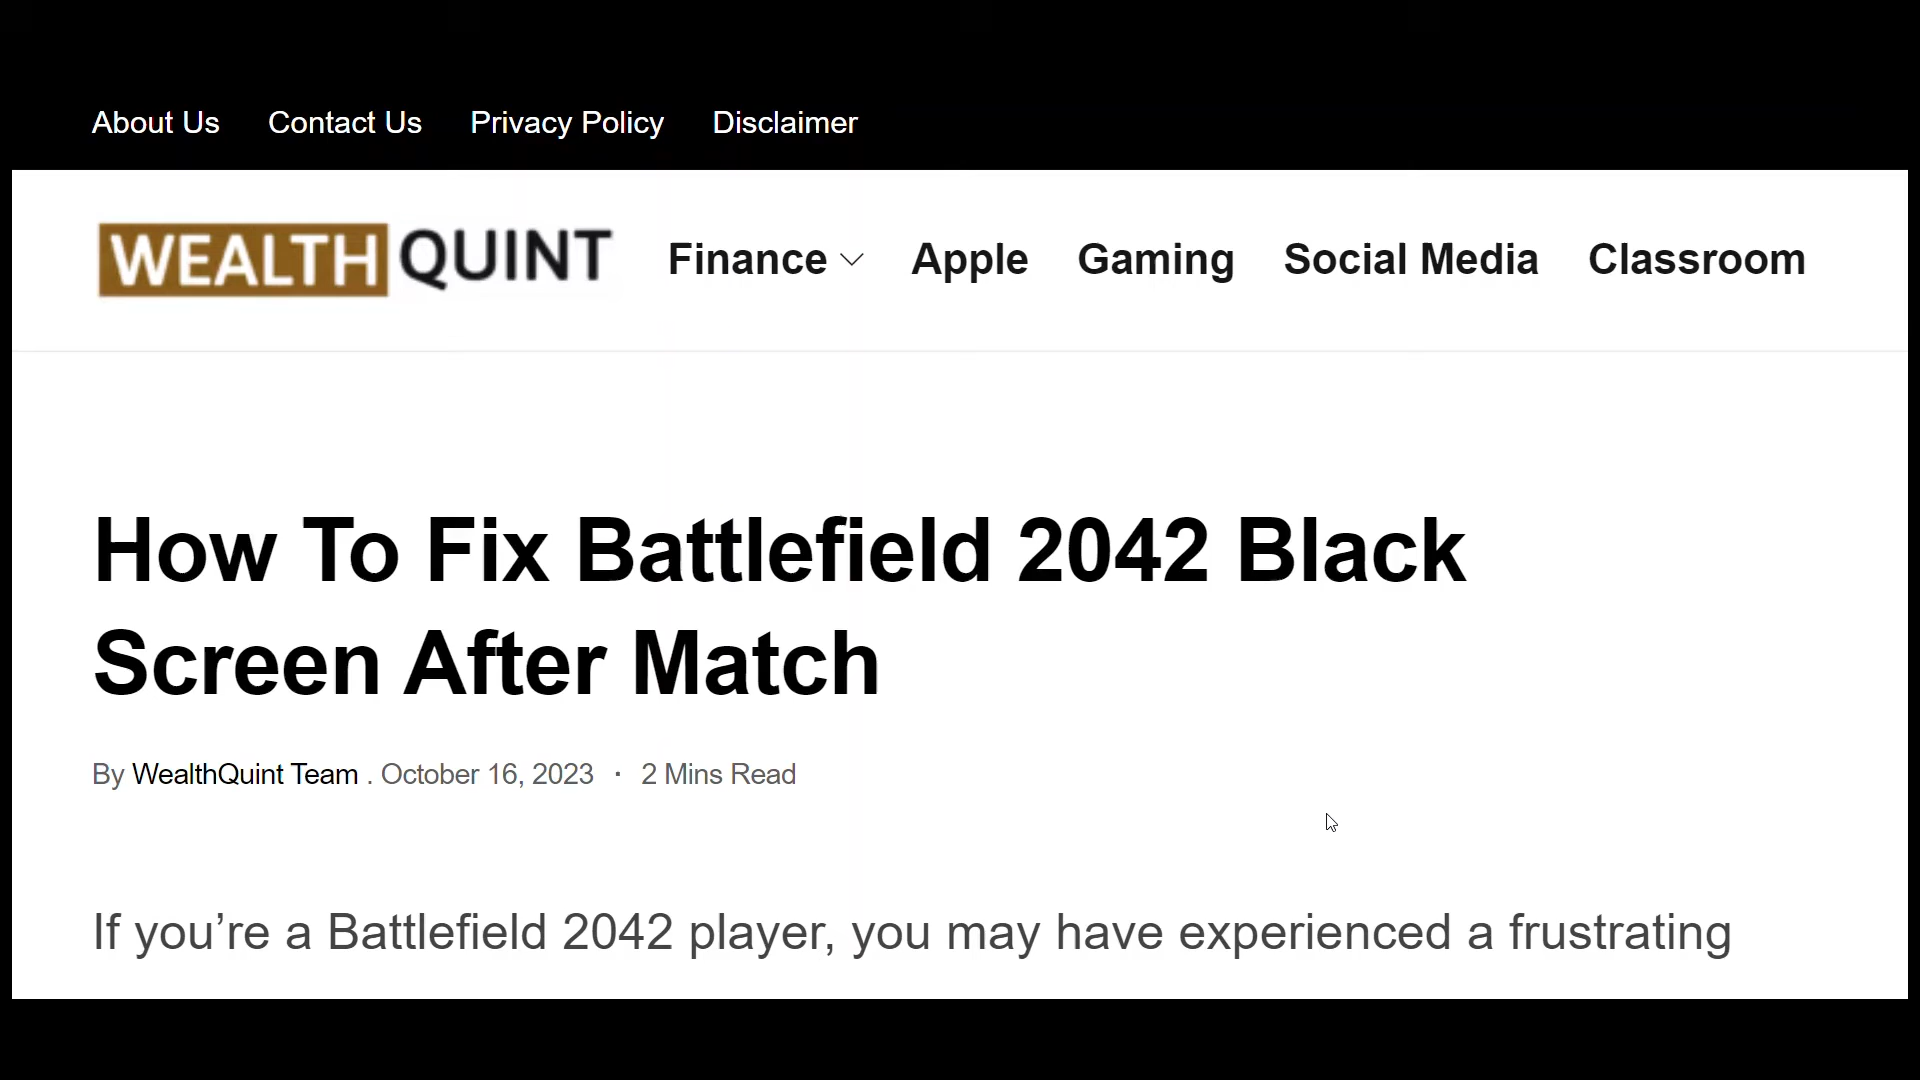 About Us Contact Us Privacy Policy Disclaimer
WEALTH QUINT Finance Apple Gaming Social Media Classroom
How To Fix Battlefield 2042 Black
Screen After Match
By WealthQuint Team . October 16, 2023 · 2 Mins Read
If you’re a Battlefield 2042 player, you may have experienced a frustrating